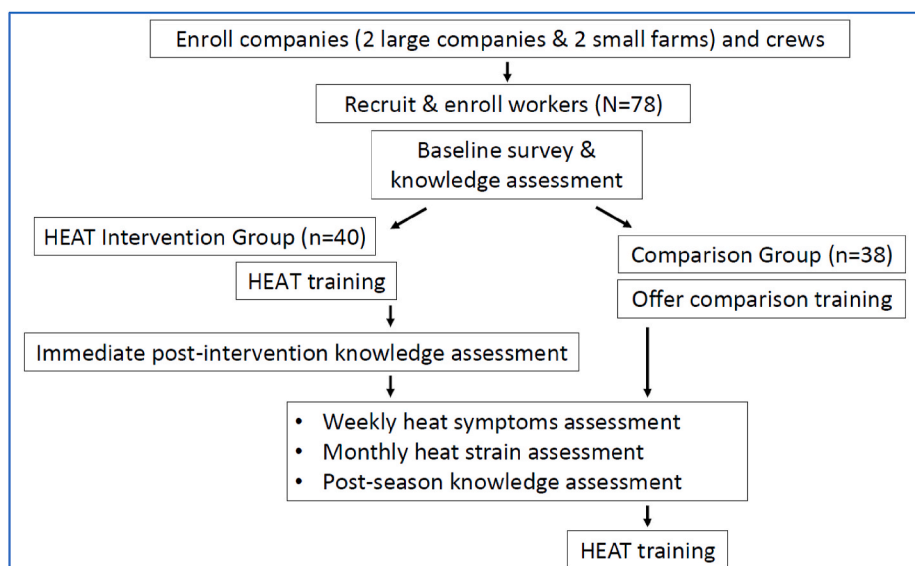 Enroll companies (2 large companies & 2 small farms) and crews
Recruit & enroll workers (N=78)
Baseline survey &
knowledge assessment
HEAT Intervention Group (n=40)
HEAT training
Comparison Group (n=38)
Offer comparison training
Immediate post-intervention knowledge assessment
• Weekly heat symptoms assessment
• Monthly heat strain assessment
• Post-season knowledge assessment
HEAT training